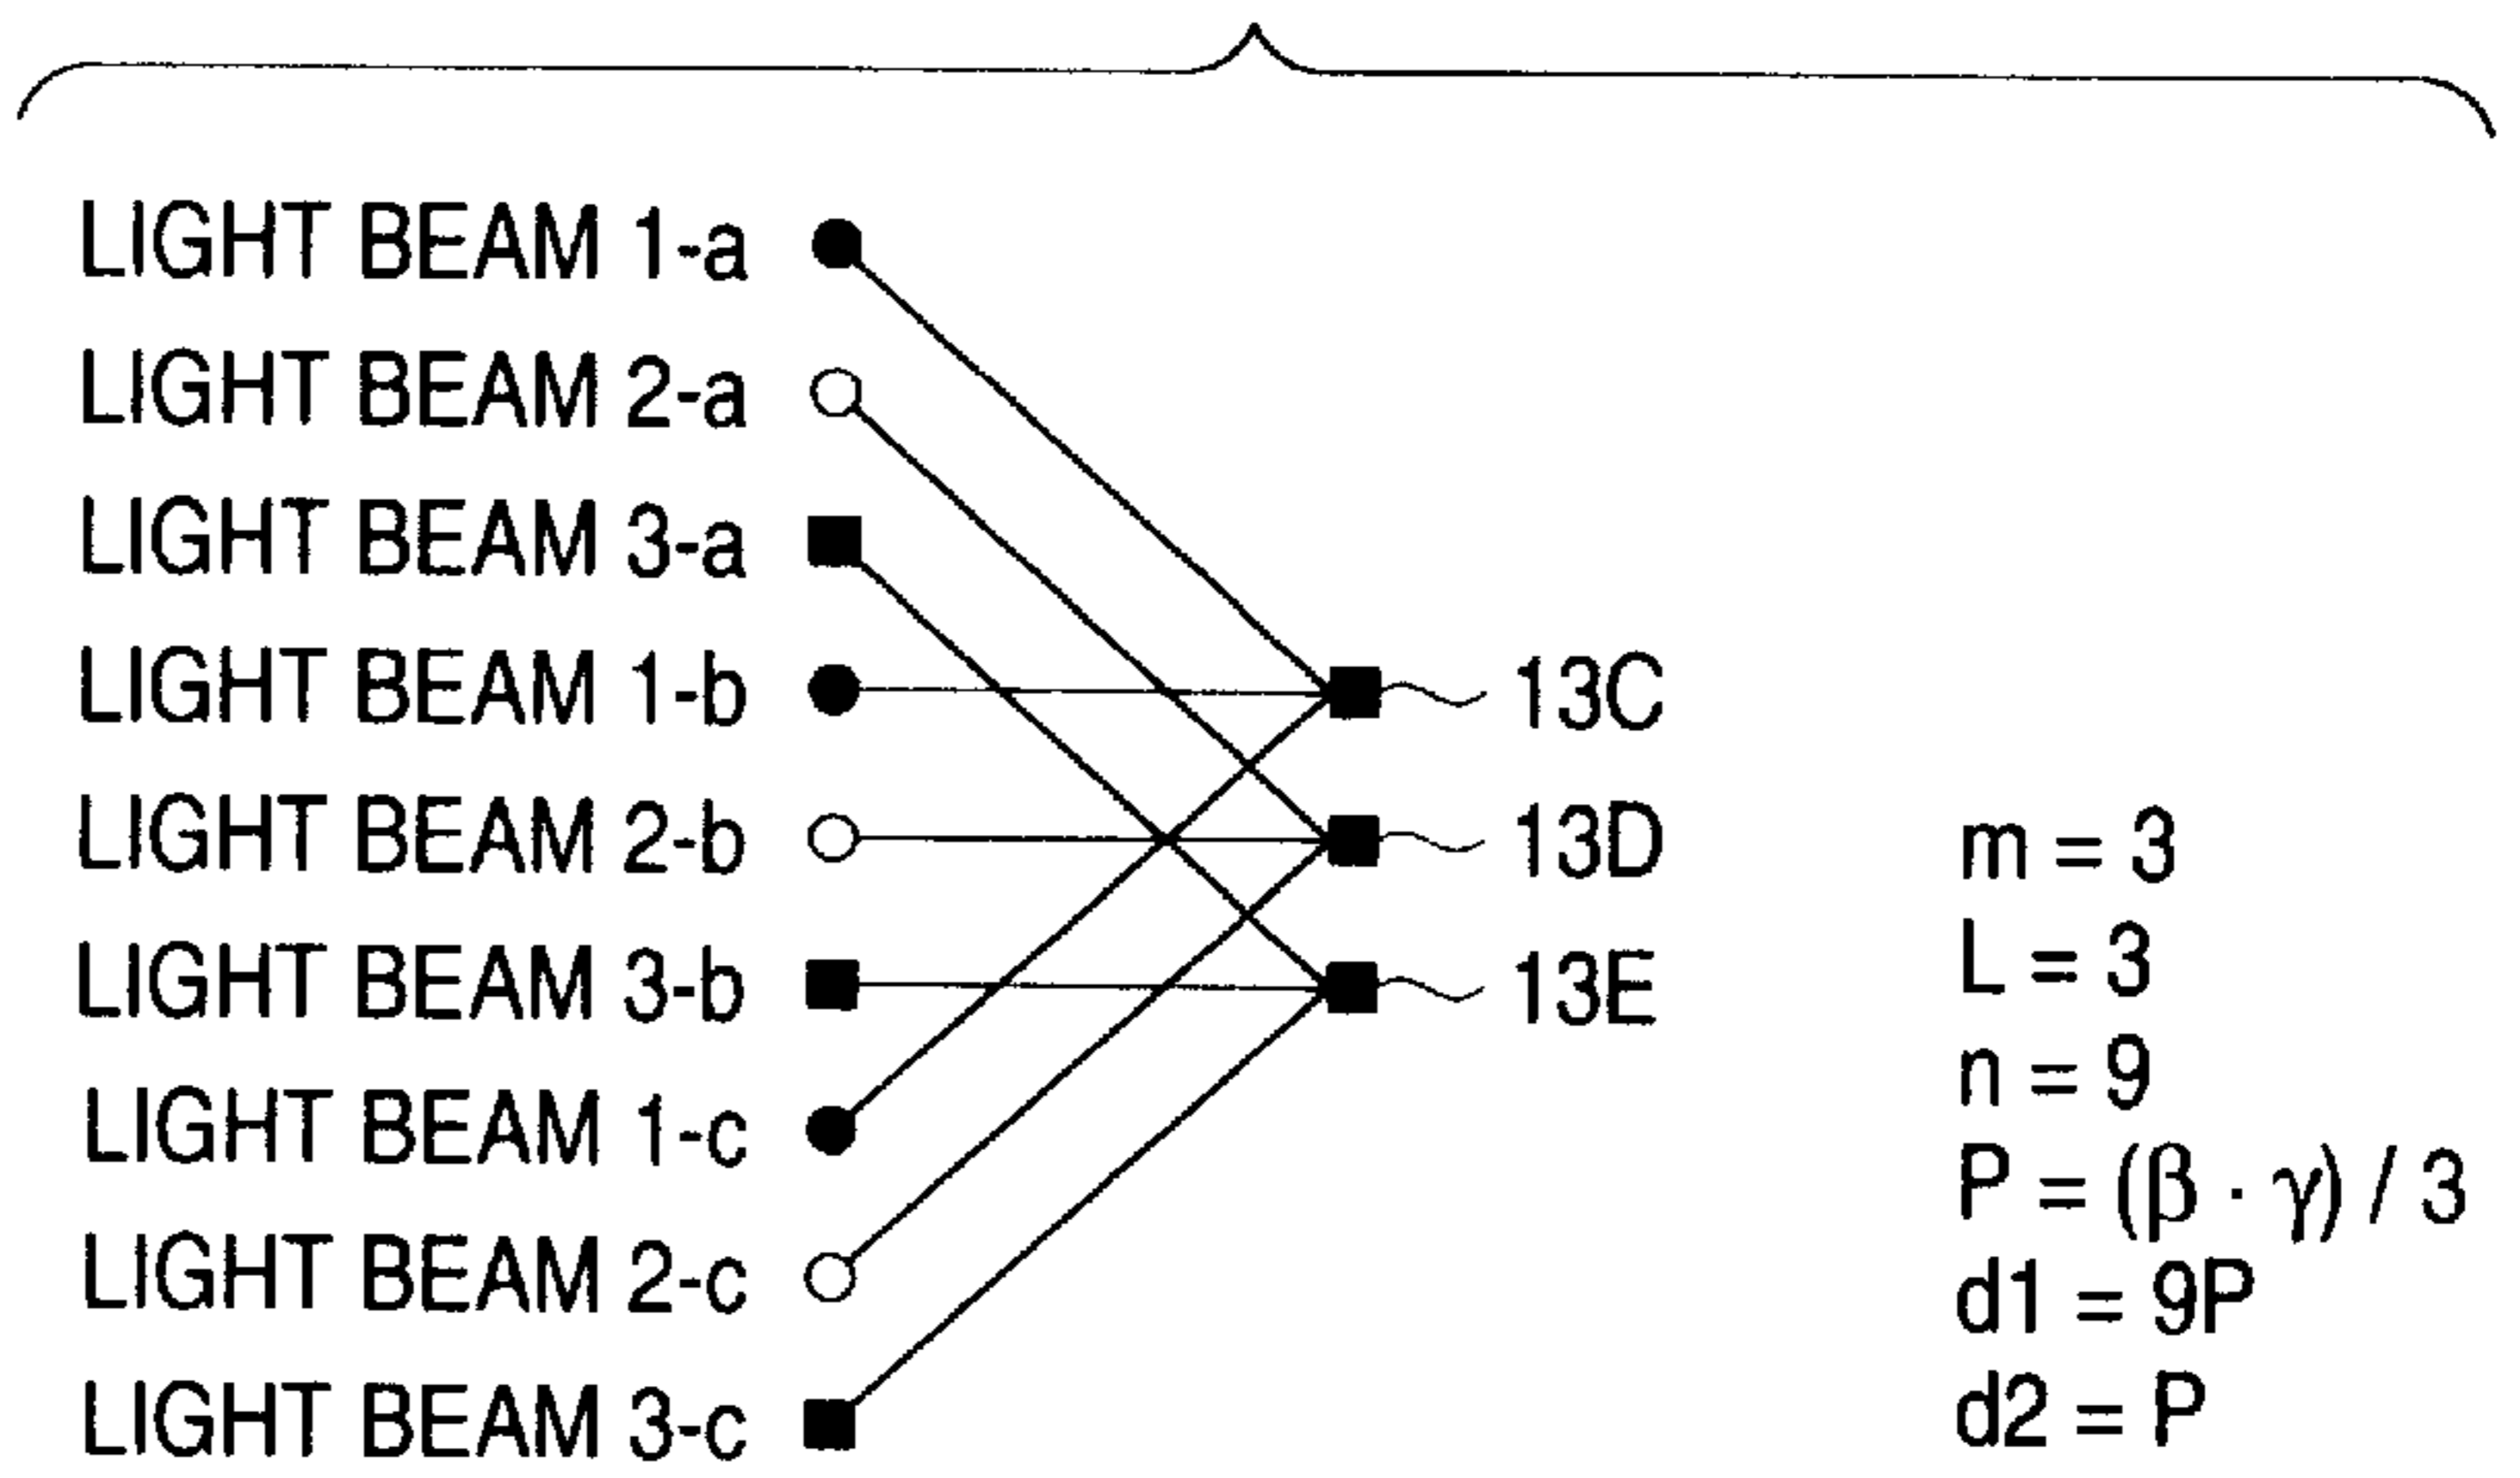 LIGHT BEAM 1-a
LIGHT BEAM 2-a
LIGHT BEAM 3-a
LIGHT BEAM 1-b
LIGHT BEAM 2-b
LIGHT BEAM 3-b
LIGHT BEAM 1-c
LIGHT BEAM 2-c
LIGHT BEAM 3-c
13C
13D
13E
m = 3
L = 3
n = 9
P = (β · γ) / 3
d1 = 9P
d2 = P